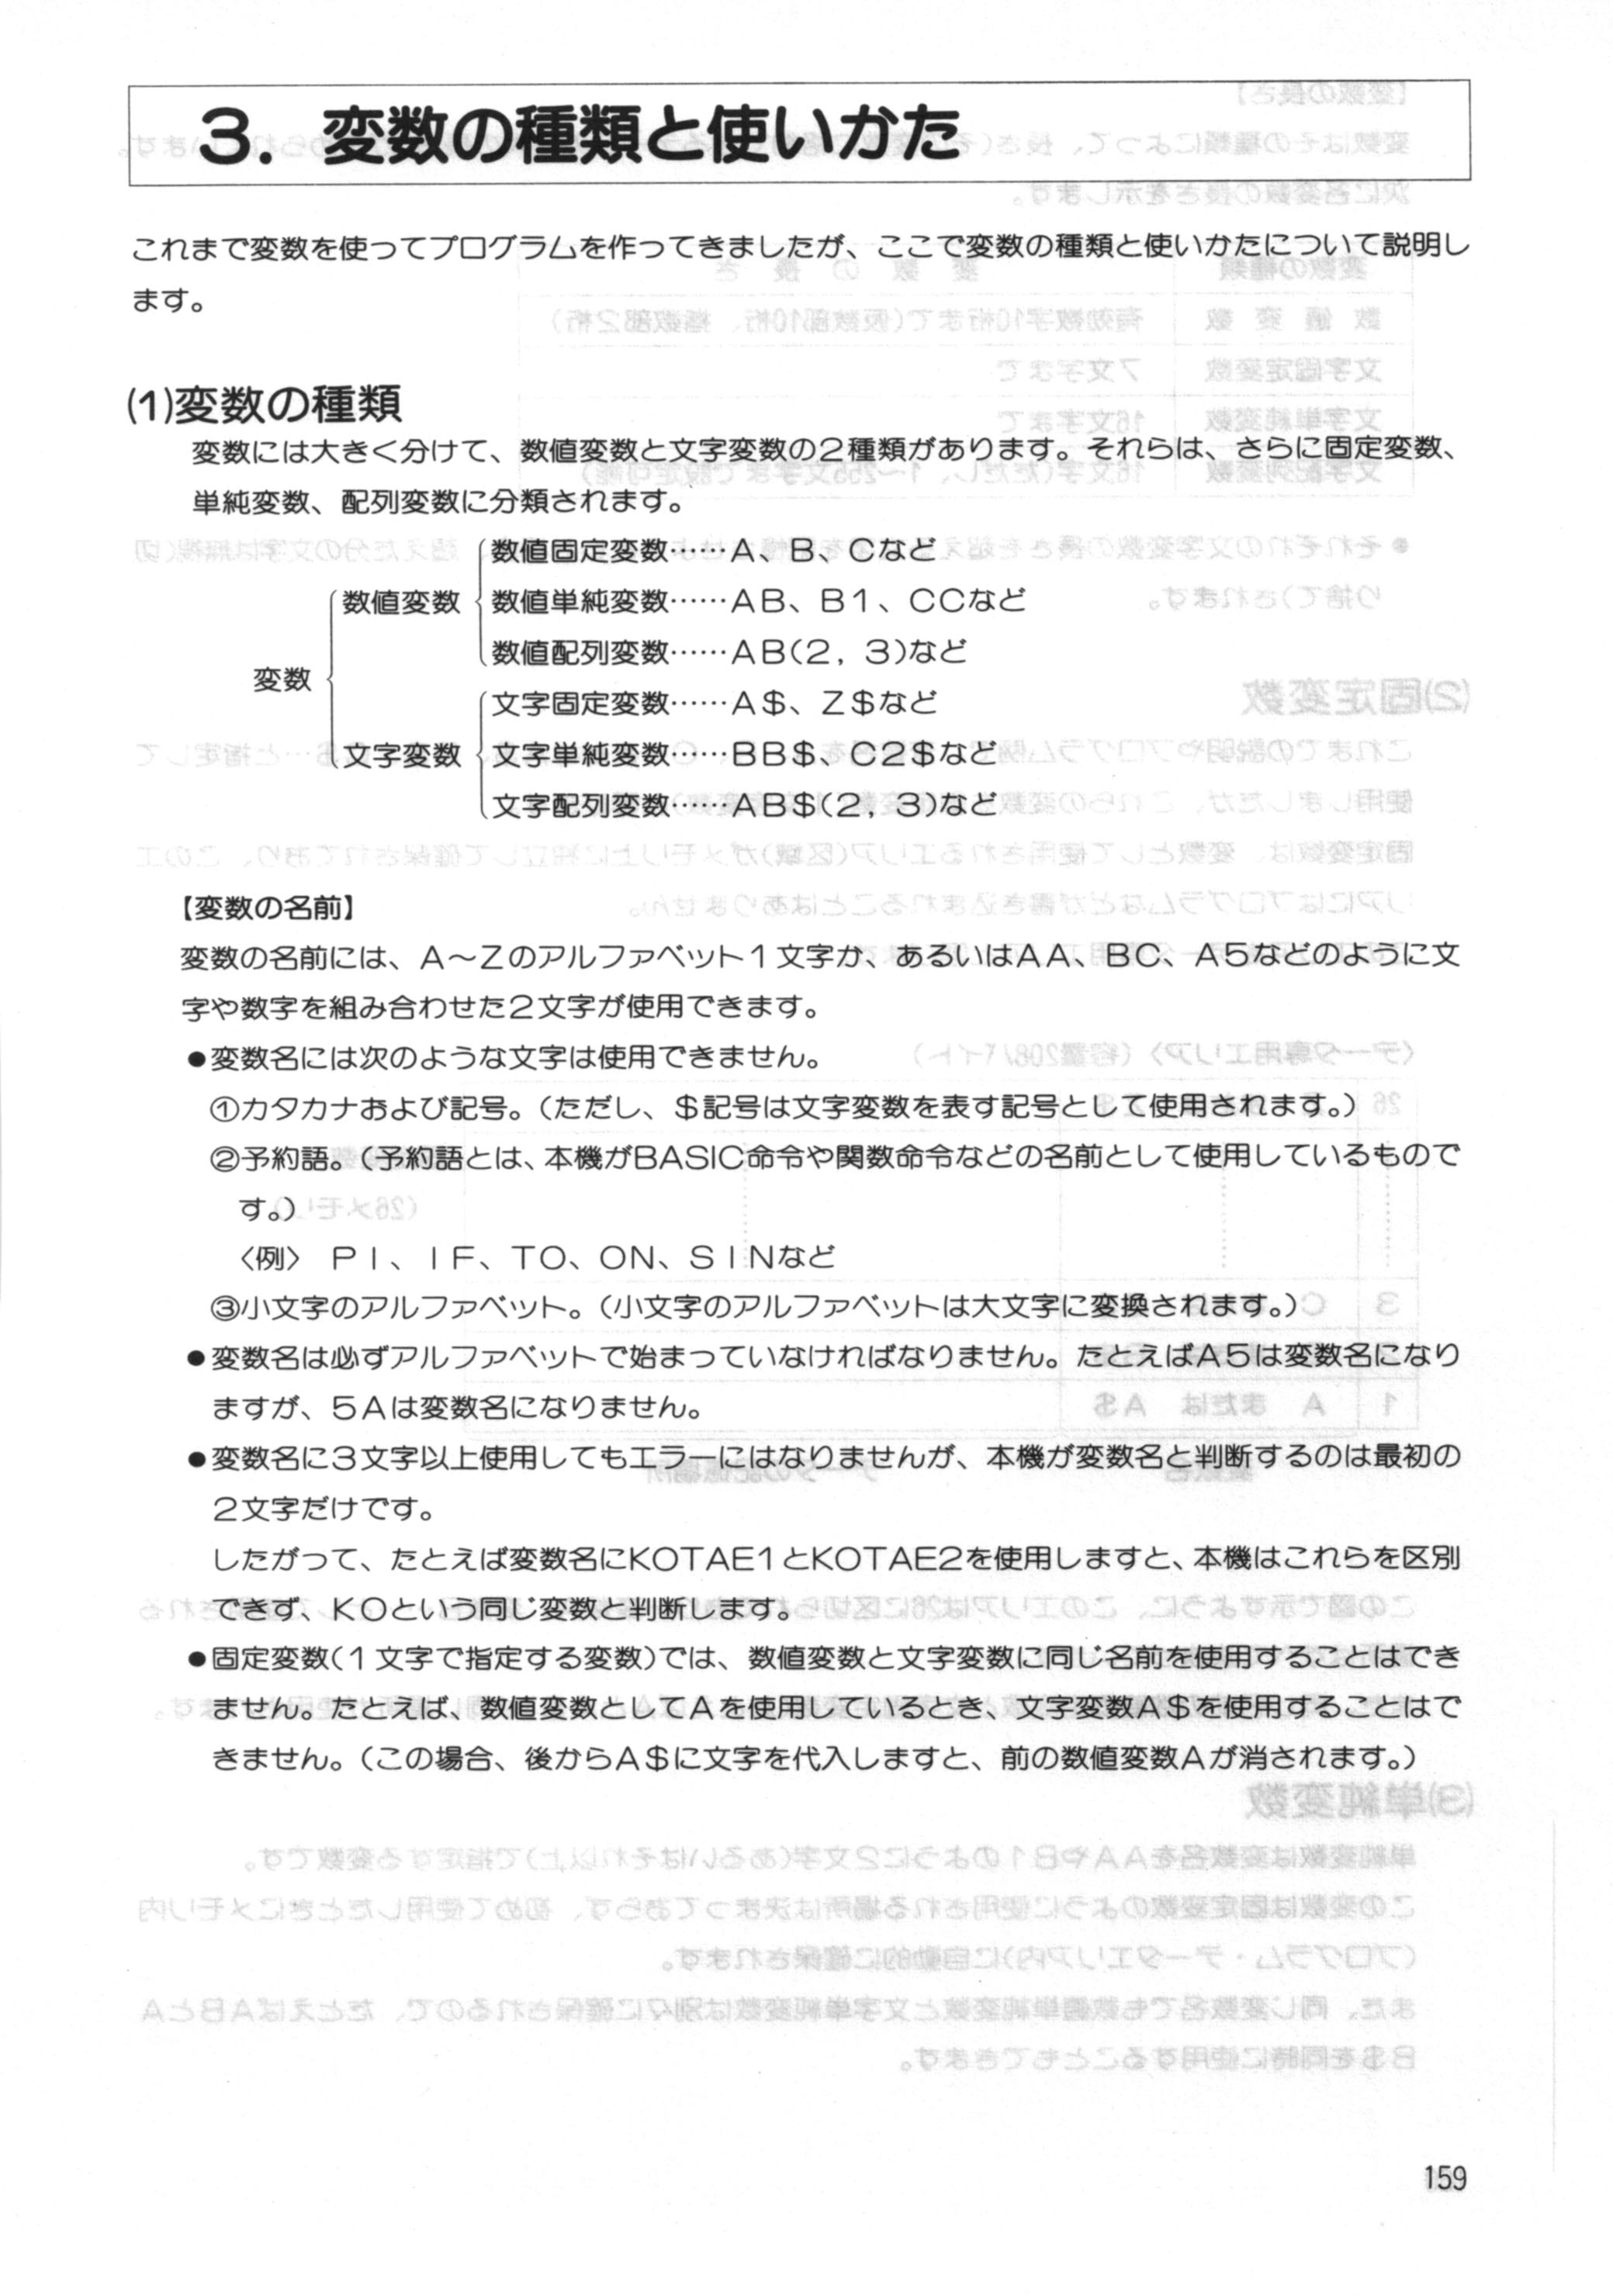 3. 変数の種類と使いかた
これまで変数を使ってプログラムを作ってきましたが、ここで変数の種類と使いかたについて説明し
ます。
(1)変数の種類
変数には大きく分けて、数値変数と文字変数の2種類があります。それらは、さらに固定変数、
単純変数、配列変数に分類されます。
数値固定変数……A、B、Cなど
数値変数 数値単純変数……AB、B1、CCなど
数値配列変数……AB(2, 3)など
変数
文字固定変数……A$、Z$など
文字変数 文字単純変数……BB$、C2$など
文字配列変数……AB$(2, 3)など
【変数の名前】
変数の名前には、A〜Zのアルファベット1文字か、あるいはAA、BC、A5などのように文
字や数字を組み合わせた2文字が使用できます。
●変数名には次のような文字は使用できません。
①カタカナおよび記号。(ただし、$記号は文字変数を表す記号として使用されます。)
②予約語。(予約語とは、本機がBASIC命令や関数命令などの名前として使用しているもので
す。)
〈例〉 PI、IF、TO、ON、SINなど
③小文字のアルファベット。(小文字のアルファベットは大文字に変換されます。)
●変数名は必ずアルファベットで始まっていなければなりません。たとえばA5は変数名になり
ますが、5Aは変数名になりません。
●変数名に3文字以上使用してもエラーにはなりませんが、本機が変数名と判断するのは最初の
2文字だけです。
したがって、たとえば変数名にKOTAE1とKOTAE2を使用しますと、本機はこれらを区別
できず、KOという同じ変数と判断します。
●固定変数(1文字で指定する変数)では、数値変数と文字変数に同じ名前を使用することはでき
ません。たとえば、数値変数としてAを使用しているとき、文字変数A$を使用することはで
きません。(この場合、後からA$に文字を代入しますと、前の数値変数Aが消されます。)
159